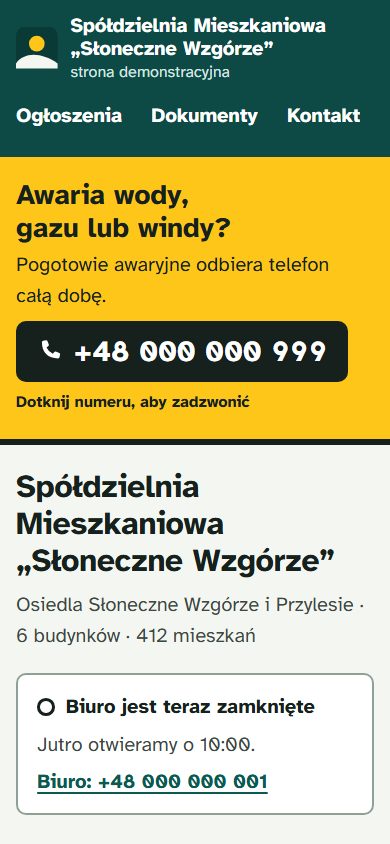 Spółdzielnia Mieszkaniowa
„Słoneczne Wzgórze”
strona demonstracyjna
Ogłoszenia Dokumenty Kontakt
Awaria wody,
gazu lub windy?
Pogotowie awaryjne odbiera telefon
całą dobę.
+48 000 000 999
Dotknij numeru, aby zadzwonić
Spółdzielnia
Mieszkaniowa
„Słoneczne Wzgórze”
Osiedla Słoneczne Wzgórze i Przylesie ·
6 budynków · 412 mieszkań
Biuro jest teraz zamknięte
Jutro otwieramy o 10:00.
Biuro: +48 000 000 001